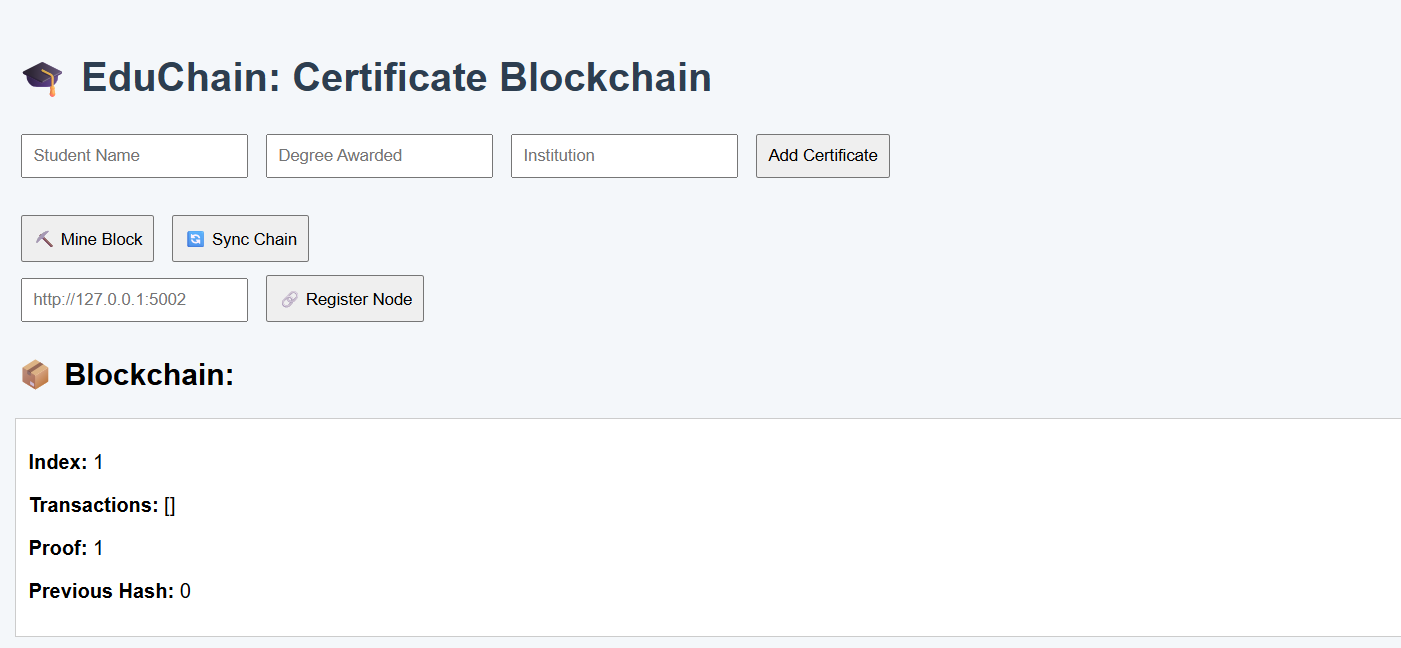 🎓 EduChain: Certificate Blockchain
Student Name Degree Awarded Institution Add Certificate
⛏️ Mine Block 🔄 Sync Chain
http://127.0.0.1:5002 🔗 Register Node
📦 Blockchain:
Index: 1
Transactions: []
Proof: 1
Previous Hash: 0